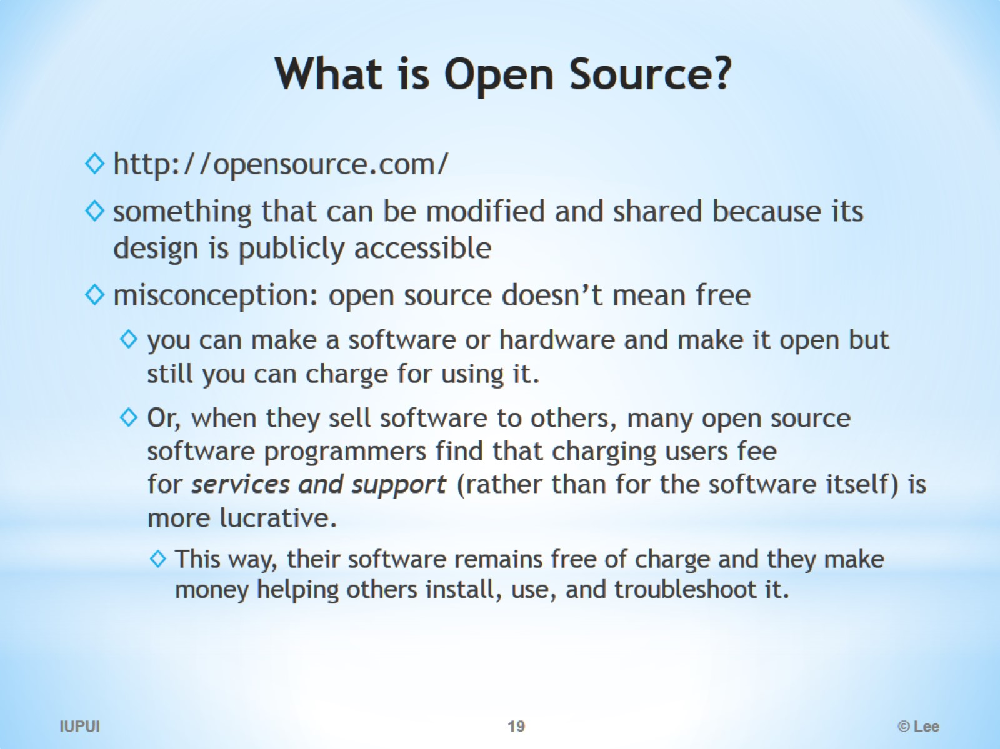 What is Open Source?
http://opensource.com/
something that can be modified and shared because its
design is publicly accessible
misconception: open source doesn’t mean free
you can make a software or hardware and make it open but
still you can charge for using it.
Or, when they sell software to others, many open source
software programmers find that charging users fee
for services and support (rather than for the software itself) is
more lucrative.
This way, their software remains free of charge and they make
money helping others install, use, and troubleshoot it.
IUPUI
19
© Lee